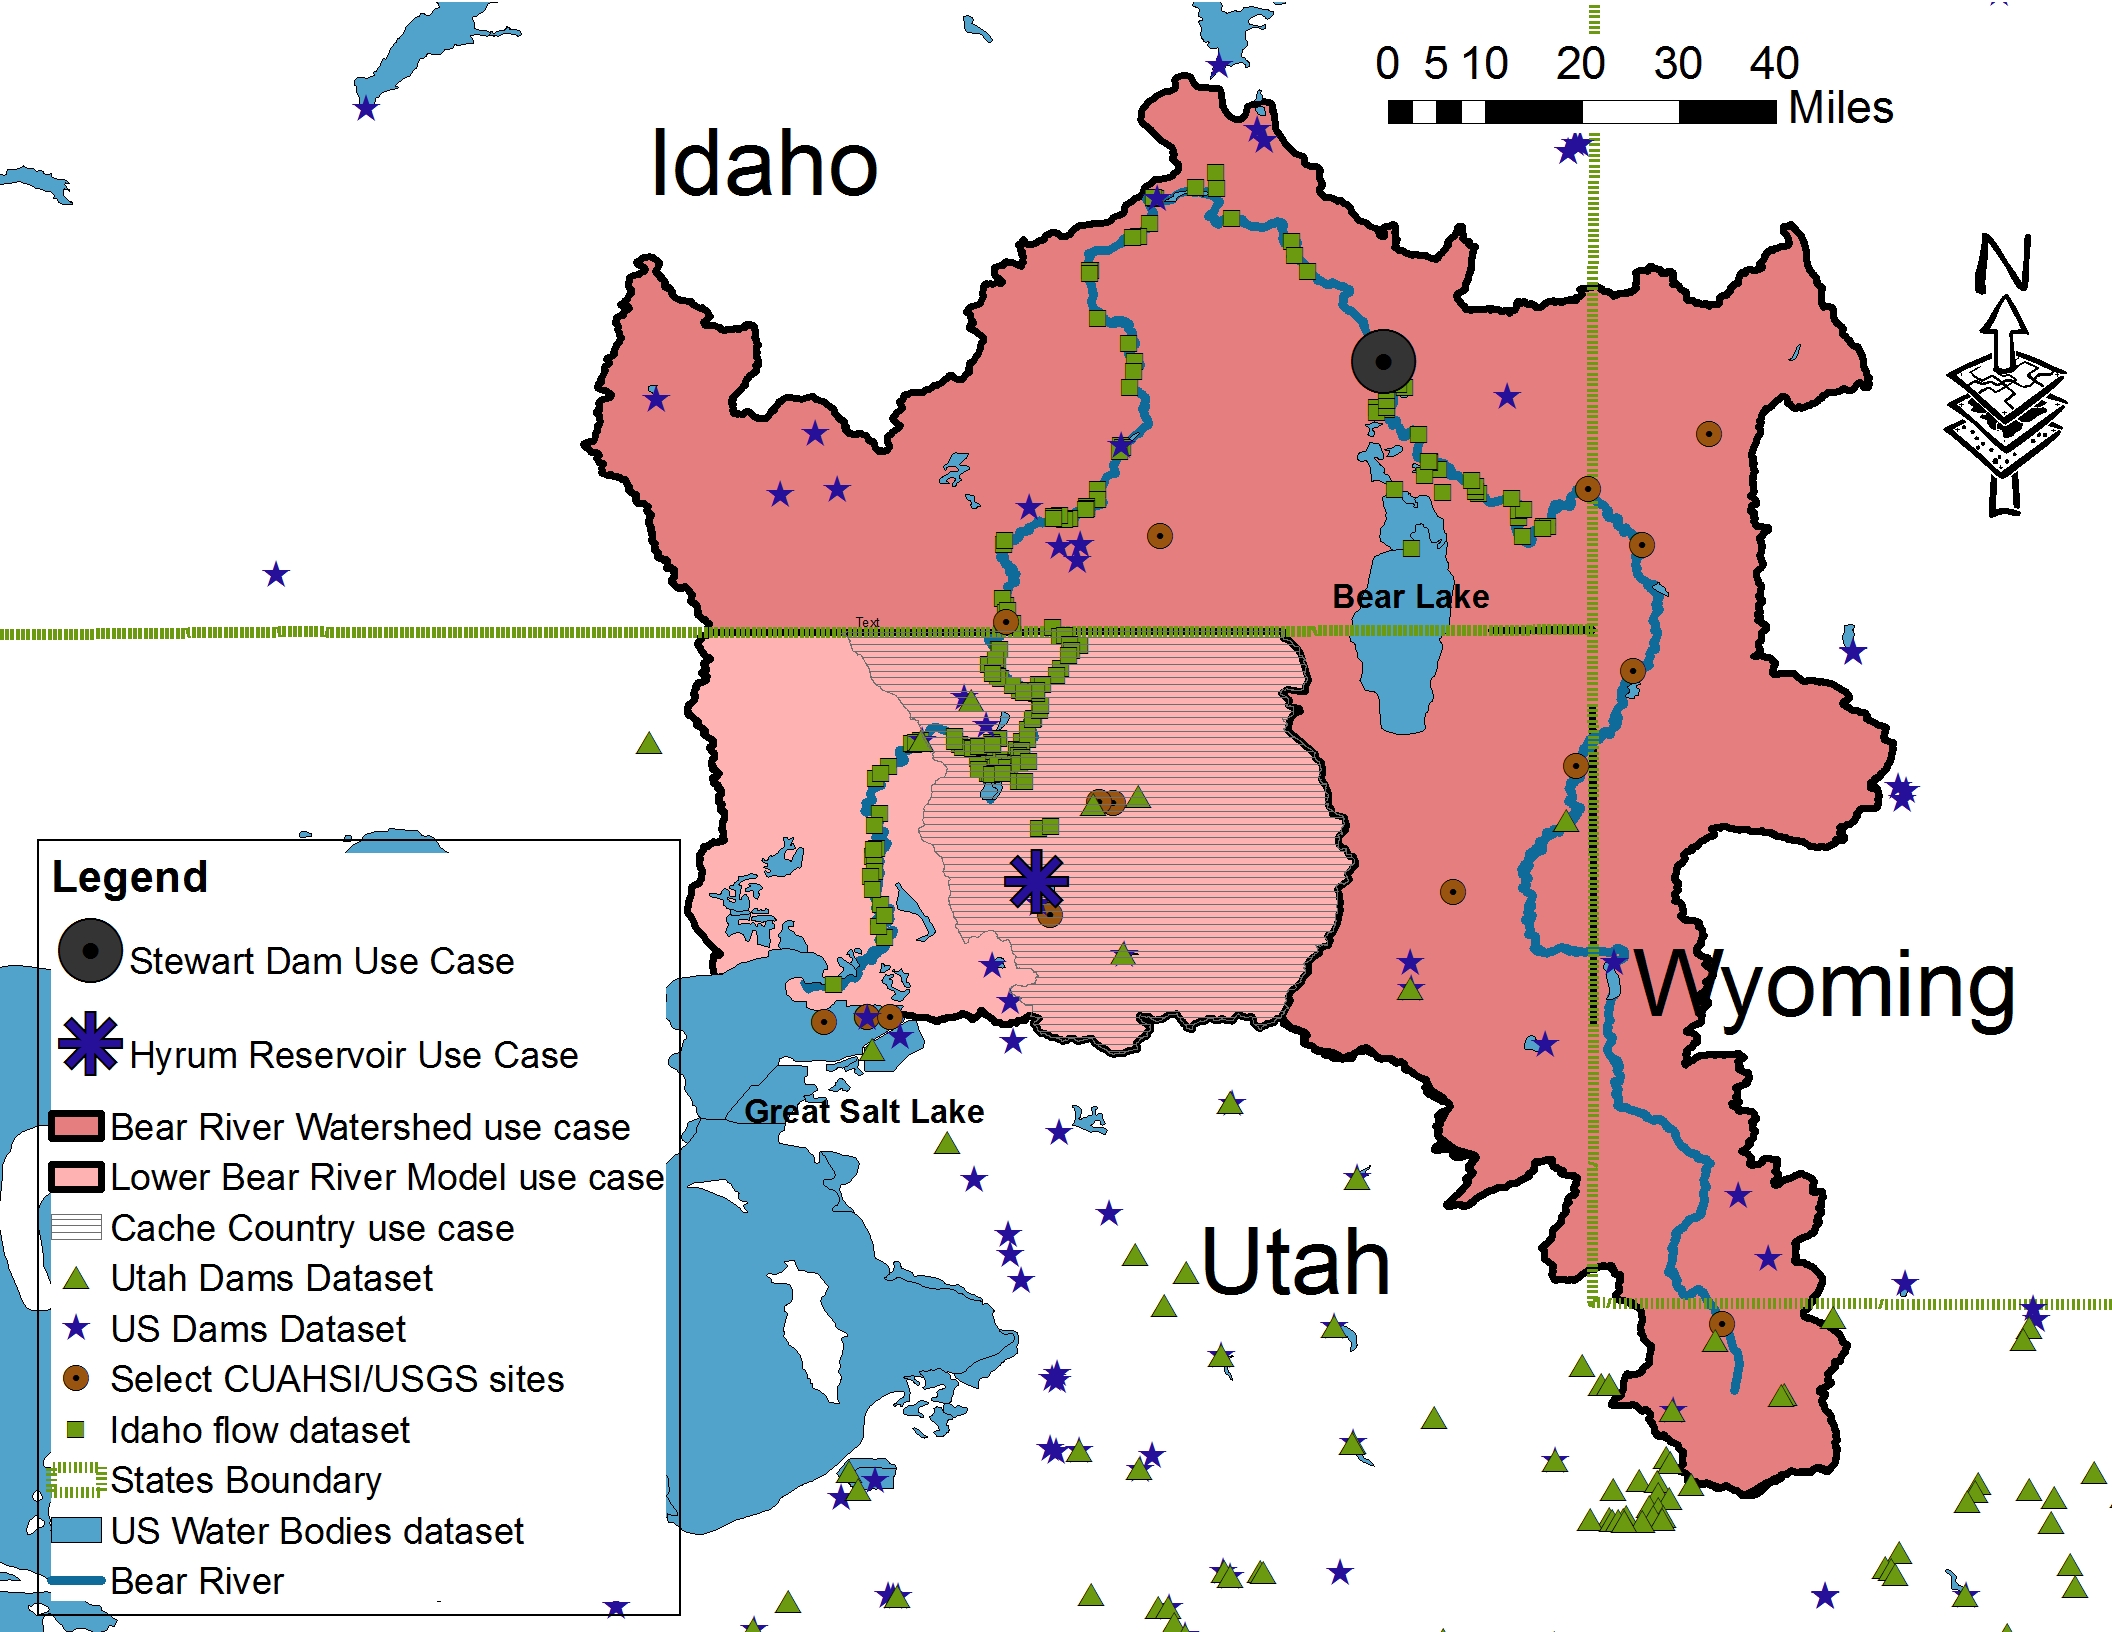 0 5 10 20 30 40
Miles
Idaho
N
Bear Lake
Text
Wyoming
Great Salt Lake
Utah
Legend
Stewart Dam Use Case
Hyrum Reservoir Use Case
Bear River Watershed use case
Lower Bear River Model use case
Cache Country use case
Utah Dams Dataset
US Dams Dataset
Select CUAHSI/USGS sites
Idaho flow dataset
States Boundary
US Water Bodies dataset
Bear River